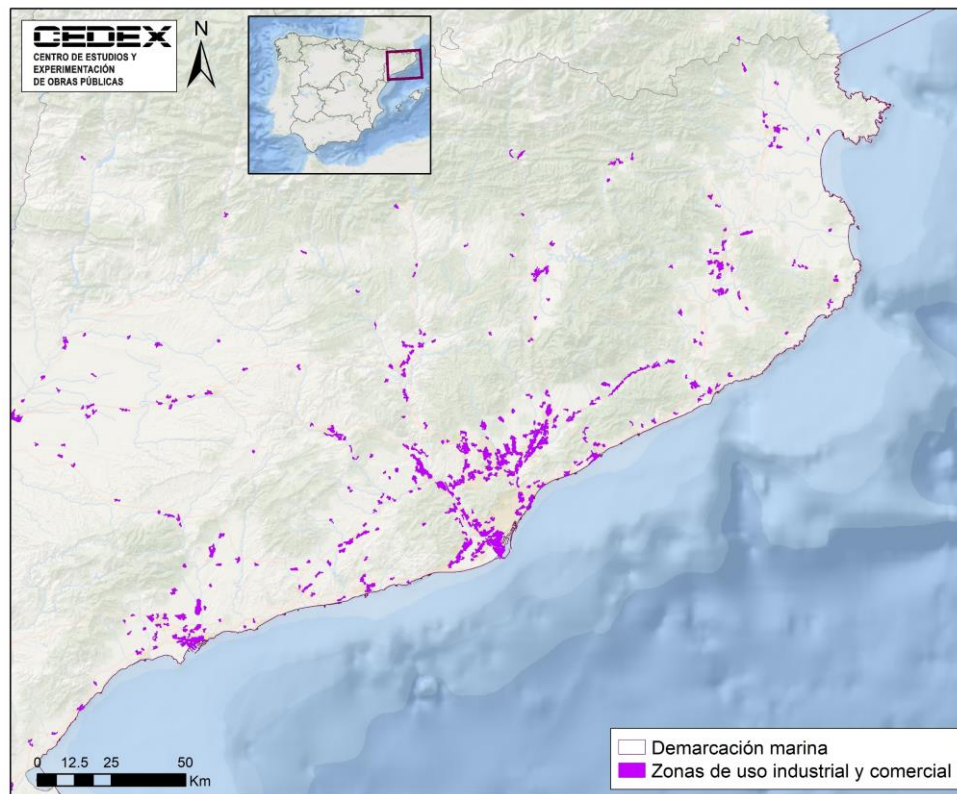 CEDEX
CENTRO DE ESTUDIOS Y
EXPERIMENTACIÓN
DE OBRAS PÚBLICAS
N
0 12.5 25 50
Km
Demarcación marina
Zonas de uso industrial y comercial